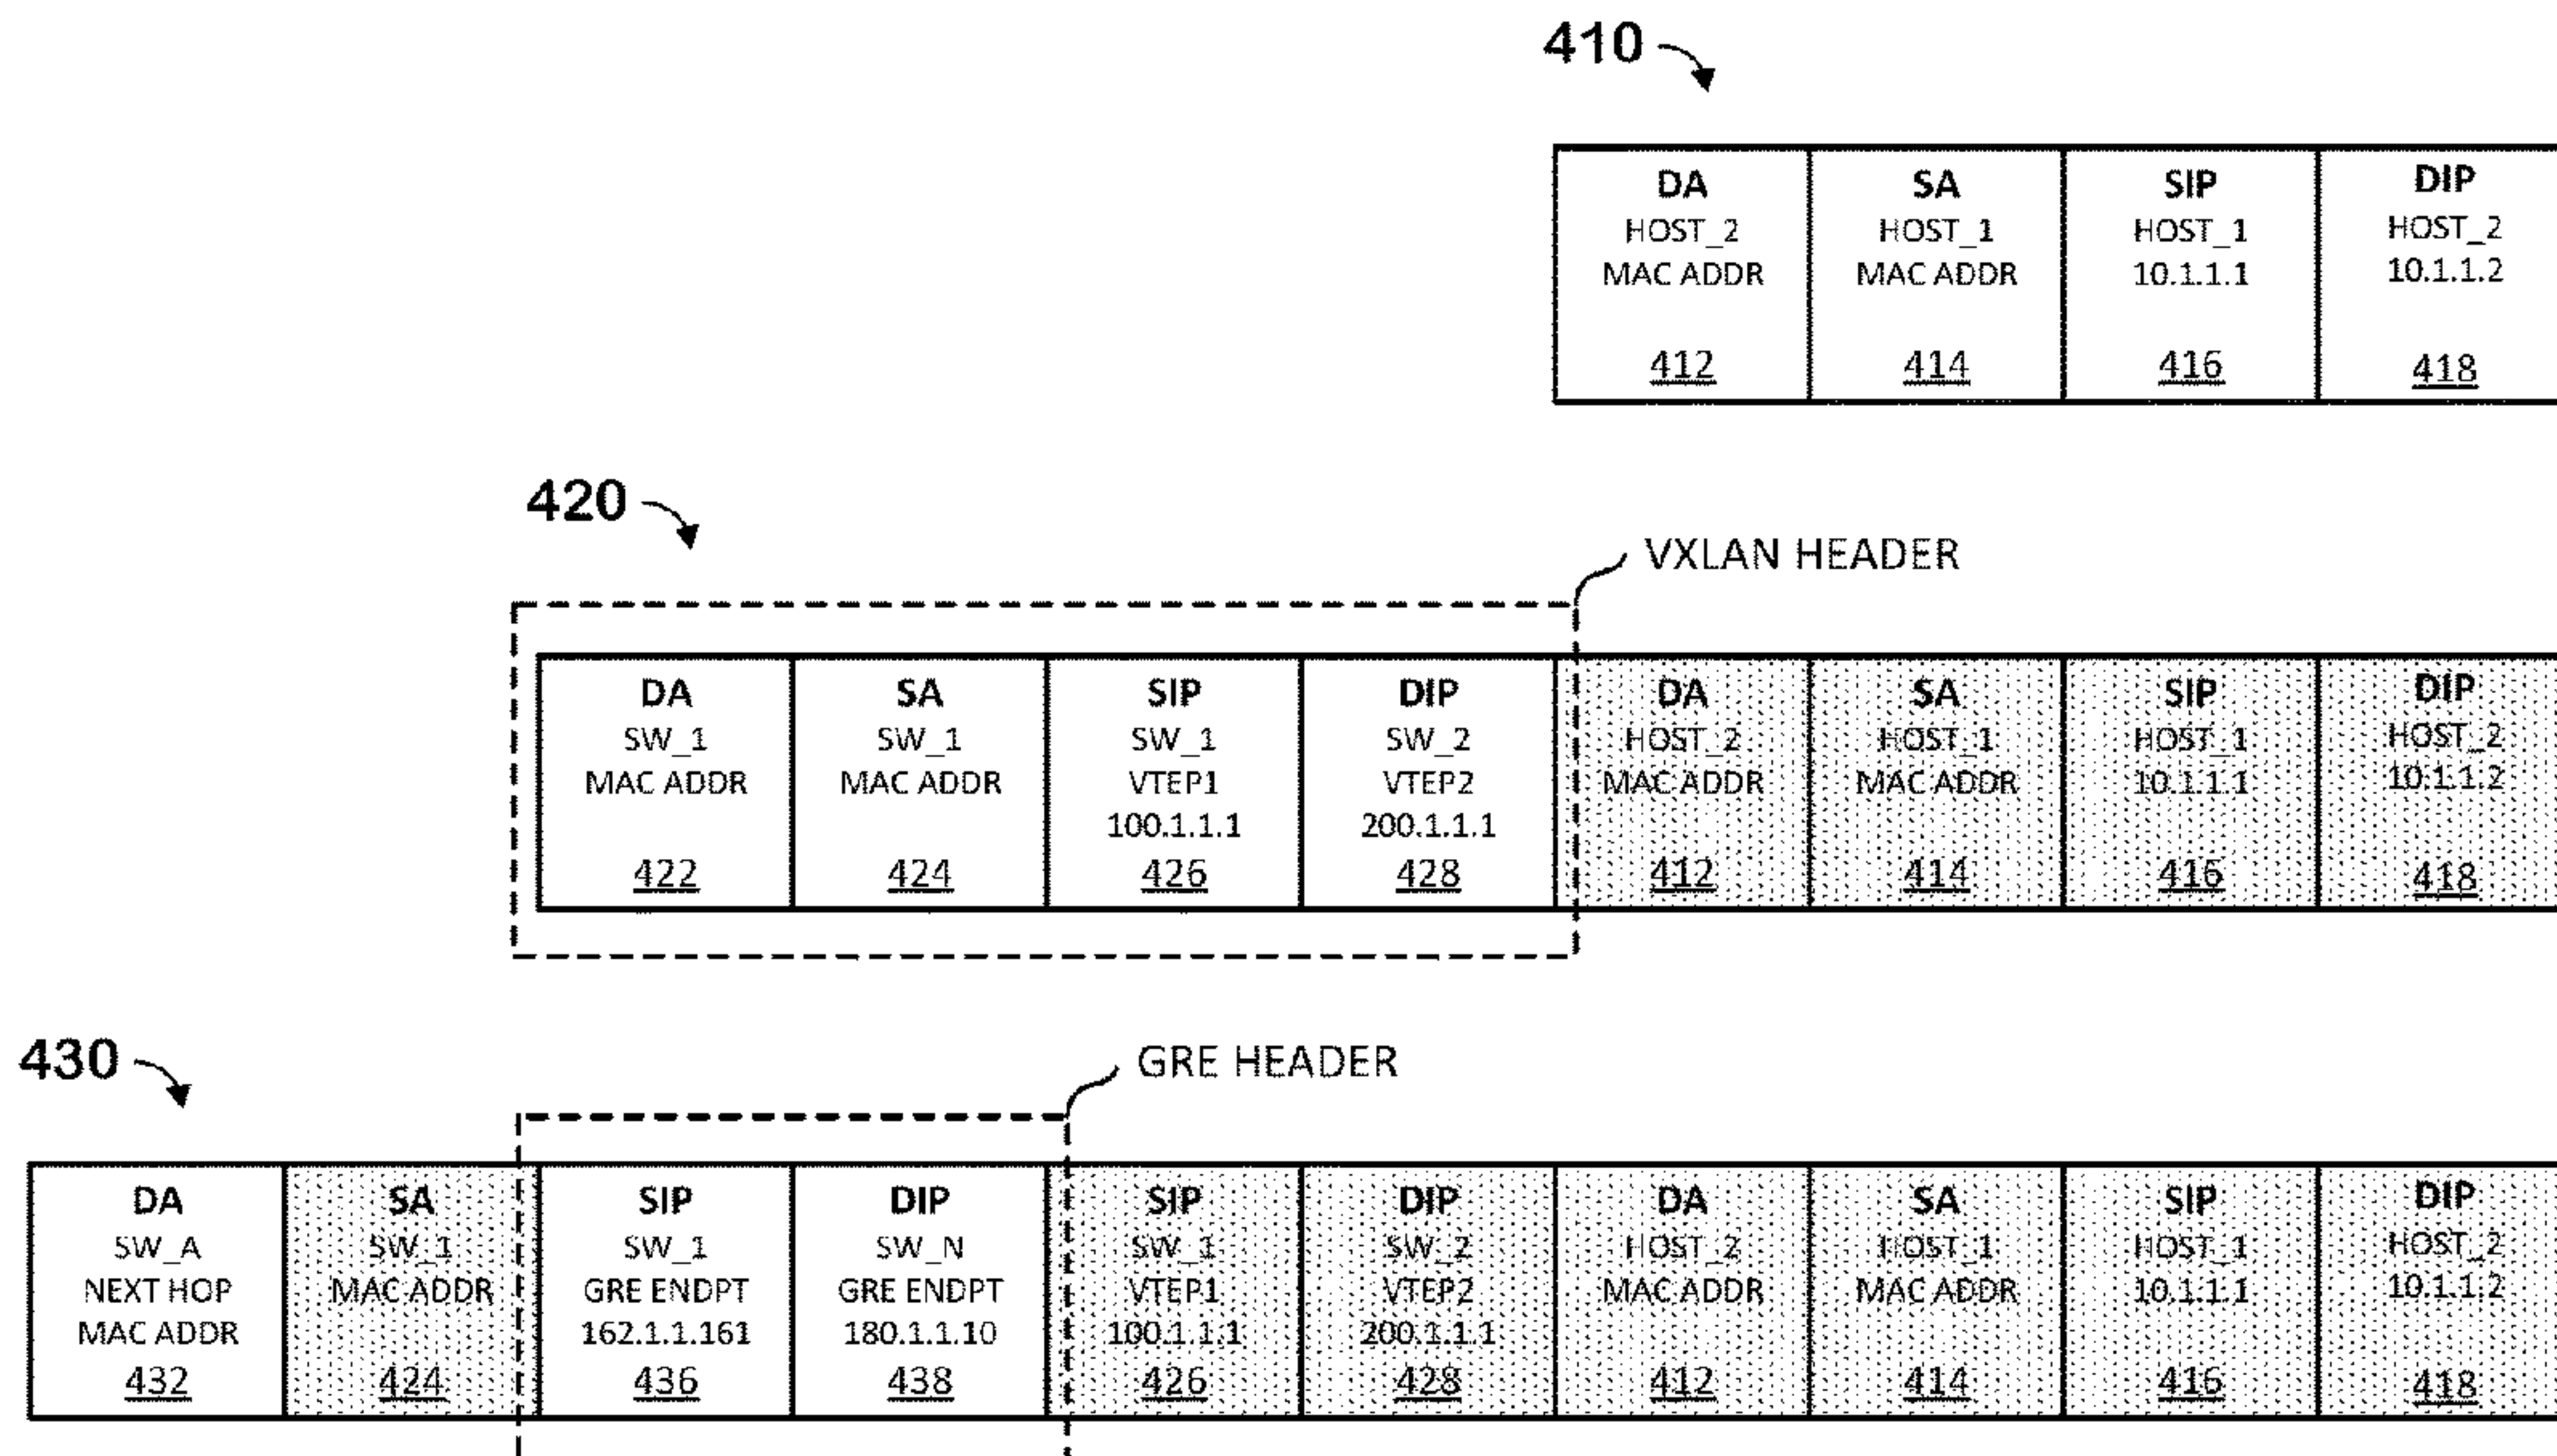 410
DA SA SIP DIP
HOST_2 HOST_1 HOST_1 HOST_2
MAC ADDR MAC ADDR 10.1.1.1 10.1.1.2
412 414 416 418
420
VXLAN HEADER
DA SA SIP DIP DA SA SIP DIP
SW_1 SW_1 SW_1 SW_2 HOST_2 HOST_1 HOST_1 HOST_2
MAC ADDR MAC ADDR VTEP1 VTEP2 MAC ADDR MAC ADDR 10.1.1.1 10.1.1.2
100.1.1.1 200.1.1.1
422 424 426 428 412 414 416 418
430
GRE HEADER
DA SA SIP DIP SIP DIP DA SA SIP DIP
SW_A SW_1 SW_1 SW_N SW_1 SW_2 HOST_2 HOST_1 HOST_1 HOST_2
NEXT HOP MAC ADDR GRE ENDPT GRE ENDPT VTEP1 VTEP2 MAC ADDR MAC ADDR 10.1.1.1 10.1.1.2
MAC ADDR 162.1.1.161 180.1.1.10 100.1.1.1 200.1.1.1
432 424 436 438 426 428 412 414 416 418